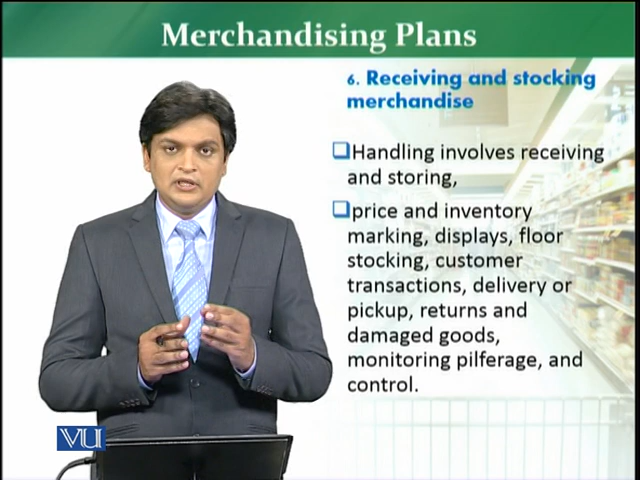 Merchandising Plans
6. Receiving and stocking
merchandise
Handling involves receiving
and storing,
price and inventory
marking, displays, floor
stocking, customer
transactions, delivery or
pickup, returns and
damaged goods,
monitoring pilferage, and
control.
VU